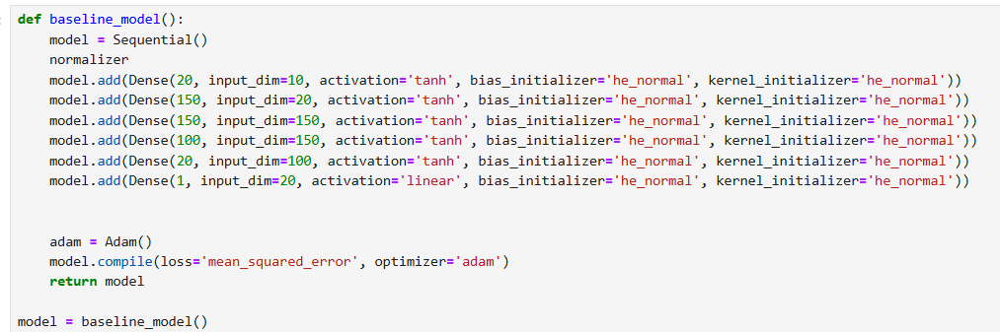 def baseline_model():
    model = Sequential()
    normalizer
    model.add(Dense(20, input_dim=10, activation='tanh', bias_initializer='he_normal', kernel_initializer='he_normal'))
    model.add(Dense(150, input_dim=20, activation='tanh', bias_initializer='he_normal', kernel_initializer='he_normal'))
    model.add(Dense(150, input_dim=150, activation='tanh', bias_initializer='he_normal', kernel_initializer='he_normal'))
    model.add(Dense(100, input_dim=150, activation='tanh', bias_initializer='he_normal', kernel_initializer='he_normal'))
    model.add(Dense(20, input_dim=100, activation='tanh', bias_initializer='he_normal', kernel_initializer='he_normal'))
    model.add(Dense(1, input_dim=20, activation='linear', bias_initializer='he_normal', kernel_initializer='he_normal'))
    adam = Adam()
    model.compile(loss='mean_squared_error', optimizer='adam')
    return model
model = baseline_model()